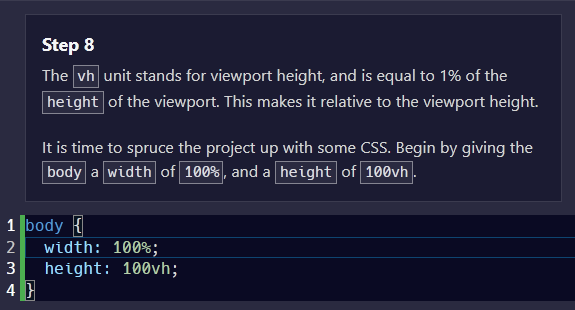 Step 8
The vh unit stands for viewport height, and is equal to 1% of the
height of the viewport. This makes it relative to the viewport height.
It is time to spruce the project up with some CSS. Begin by giving the
body a width of 100%, and a height of 100vh.
1 body {
2   width: 100%;
3   height: 100vh;
4 }